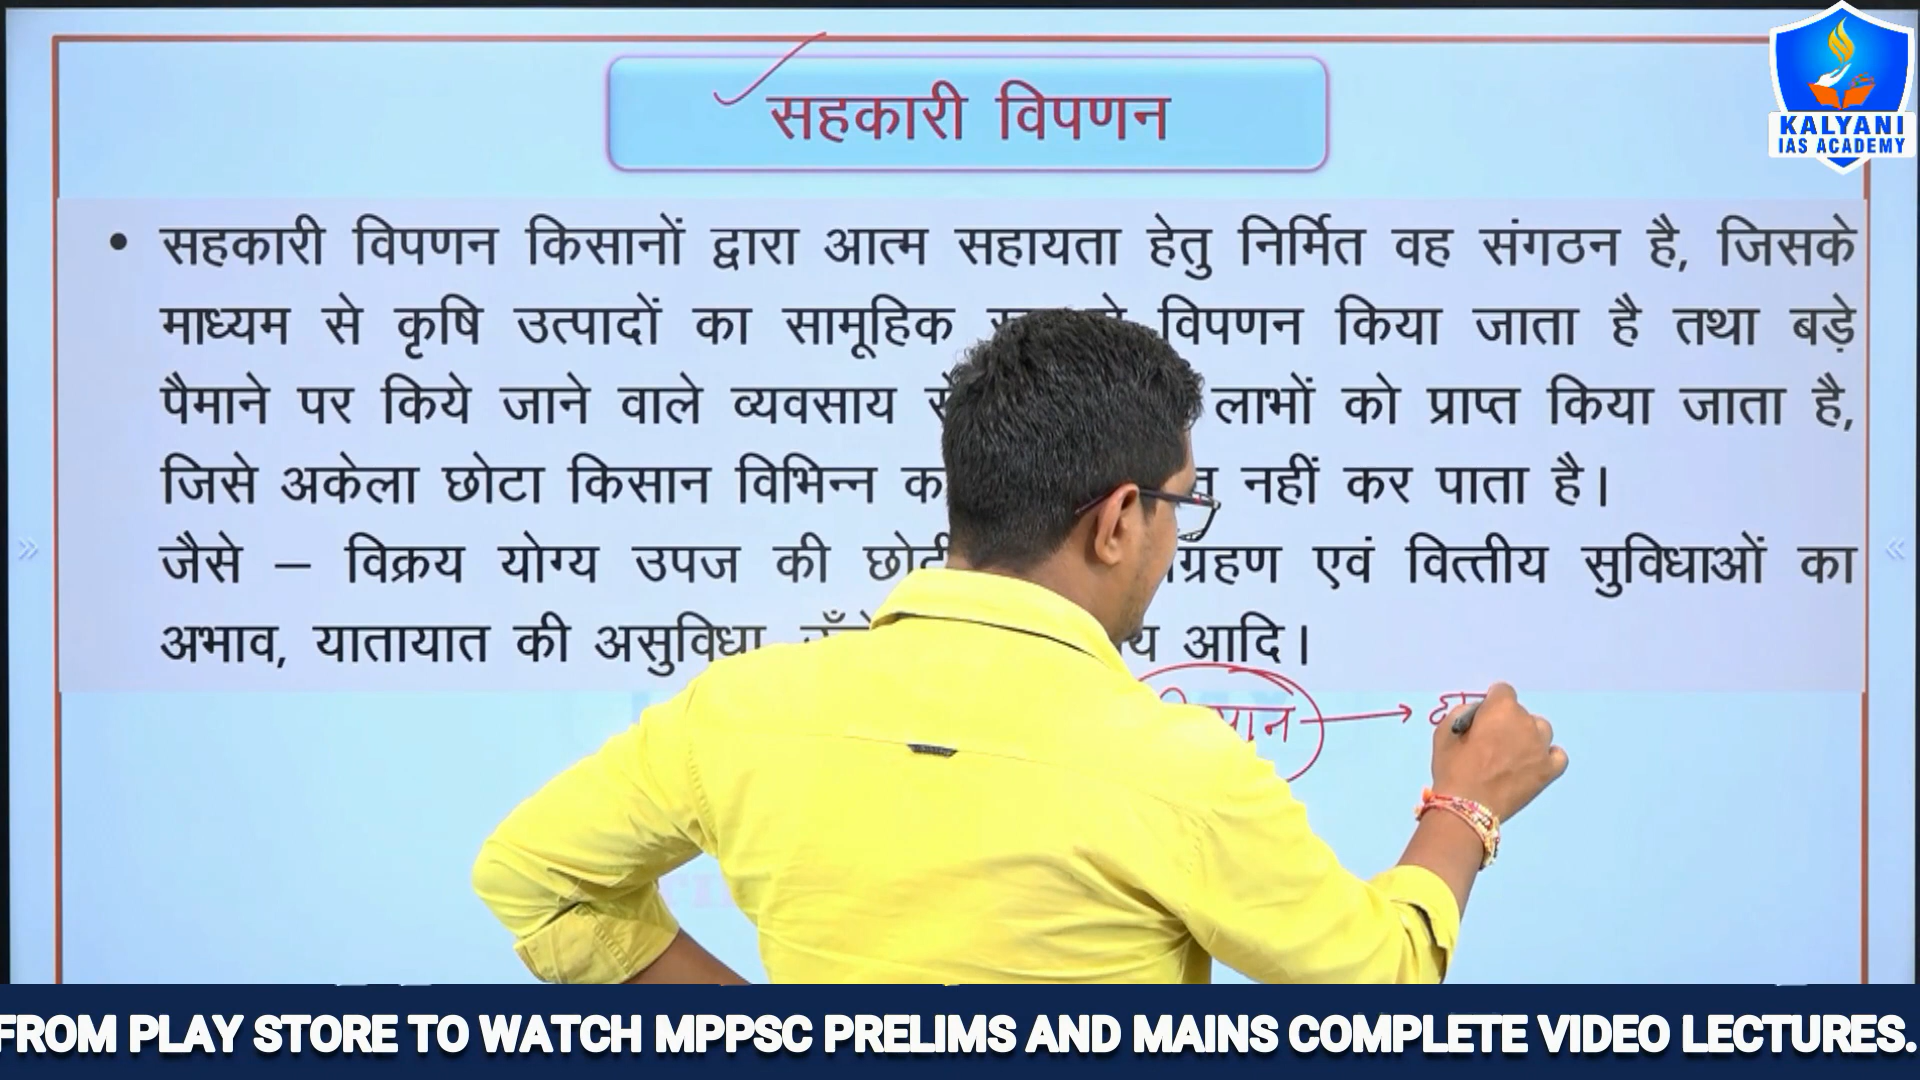 सहकारी विपणन
KALYANI
IAS ACADEMY
• सहकारी विपणन किसानों द्वारा आत्म सहायता हेतु निर्मित वह संगठन है, जिसके
माध्यम से कृषि उत्पादों का सामूहिक विपणन किया जाता है तथा बड़े
पैमाने पर किये जाने वाले व्यवसाय लाभों को प्राप्त किया जाता है,
जिसे अकेला छोटा किसान विभिन्न नहीं कर पाता है।
जैसे – विक्रय योग्य उपज की एवं वित्तीय सुविधाओं का
अभाव, यातायात की असुविधा आदि।
FROM PLAY STORE TO WATCH MPPSC PRELIMS AND MAINS COMPLETE VIDEO LECTURES.